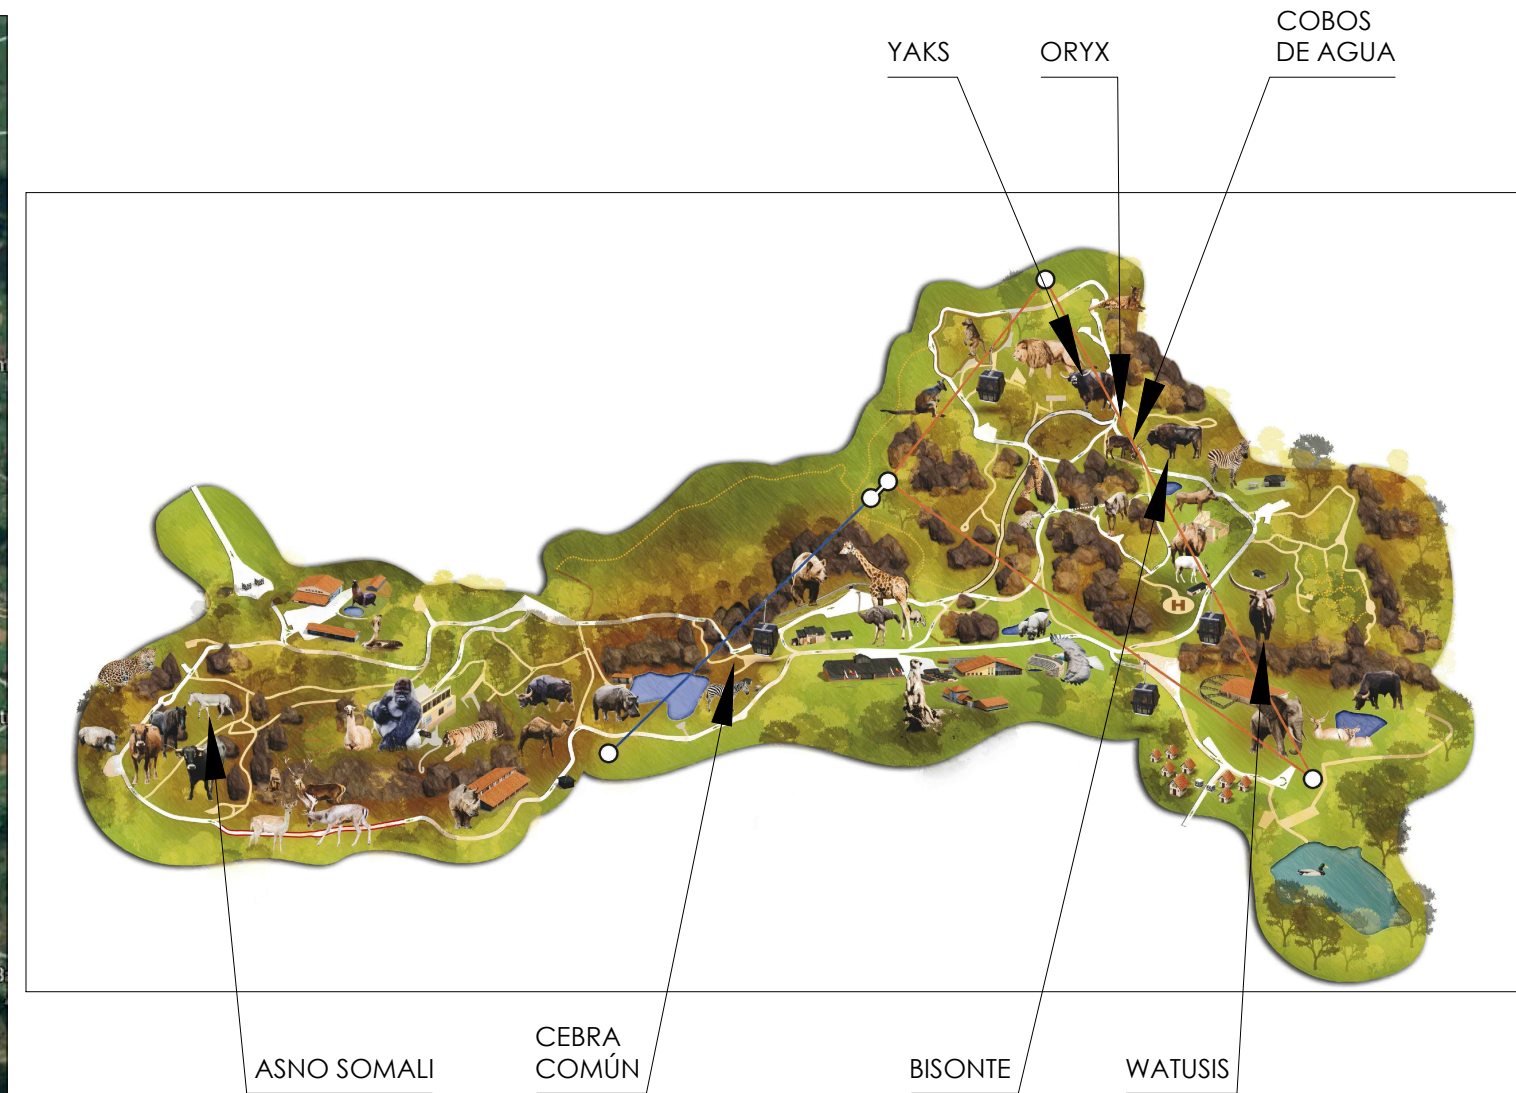 COBOS
DE AGUA
YAKS
ORYX
H
ASNO SOMALI
CEBRA
COMÚN
BISONTE
WATUSIS